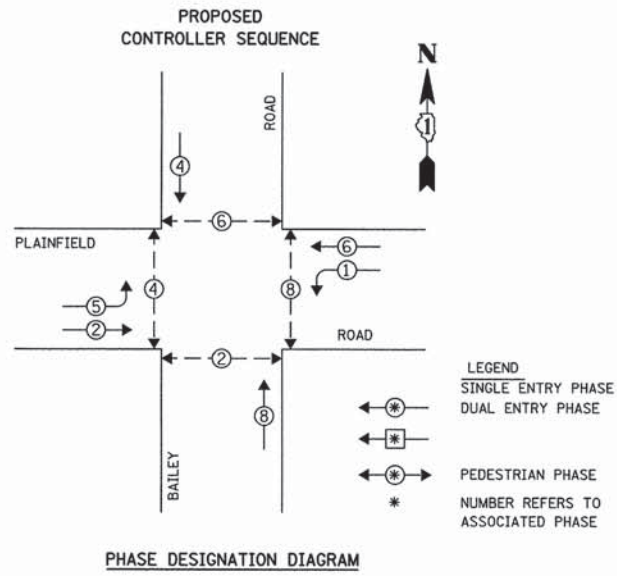 PROPOSED
CONTROLLER SEQUENCE
N
1
ROAD
4
6
PLAINFIELD
6
1
5
4
8
2
ROAD
2
8
BAILEY
LEGEND
SINGLE ENTRY PHASE
DUAL ENTRY PHASE
*
*
* PEDESTRIAN PHASE
* NUMBER REFERS TO
ASSOCIATED PHASE
PHASE DESIGNATION DIAGRAM